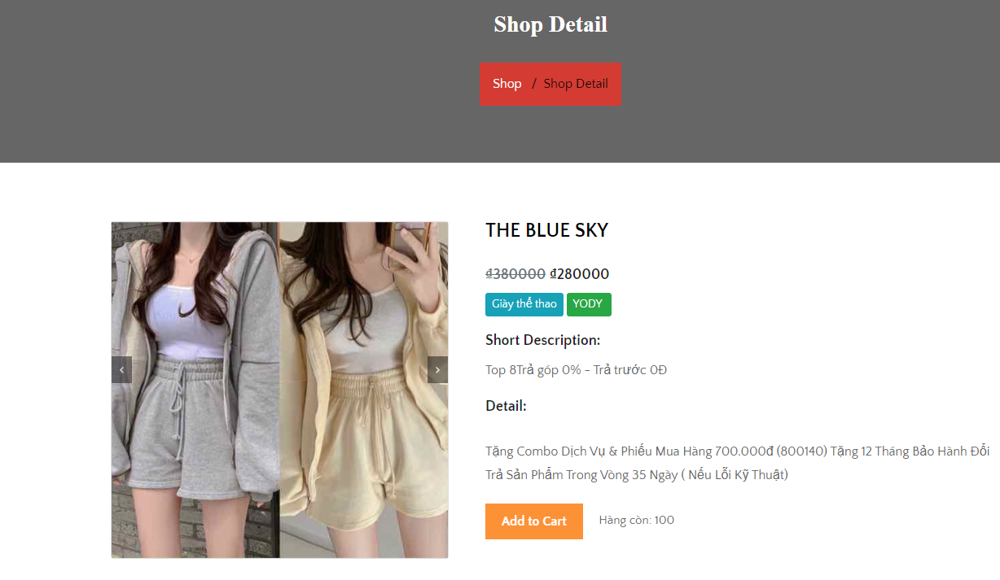 Shop Detail
Shop / Shop Detail
THE BLUE SKY
₫380000 ₫280000
Giày thể thao YODY
Short Description:
Top 8Trả góp 0% - Trả trước 0Đ
Detail:
Tặng Combo Dịch Vụ & Phiếu Mua Hàng 700.000đ (800140) Tặng 12 Tháng Bảo Hành Đổi
Trả Sản Phẩm Trong Vòng 35 Ngày ( Nếu Lỗi Kỹ Thuật)
Add to Cart Hàng còn: 100